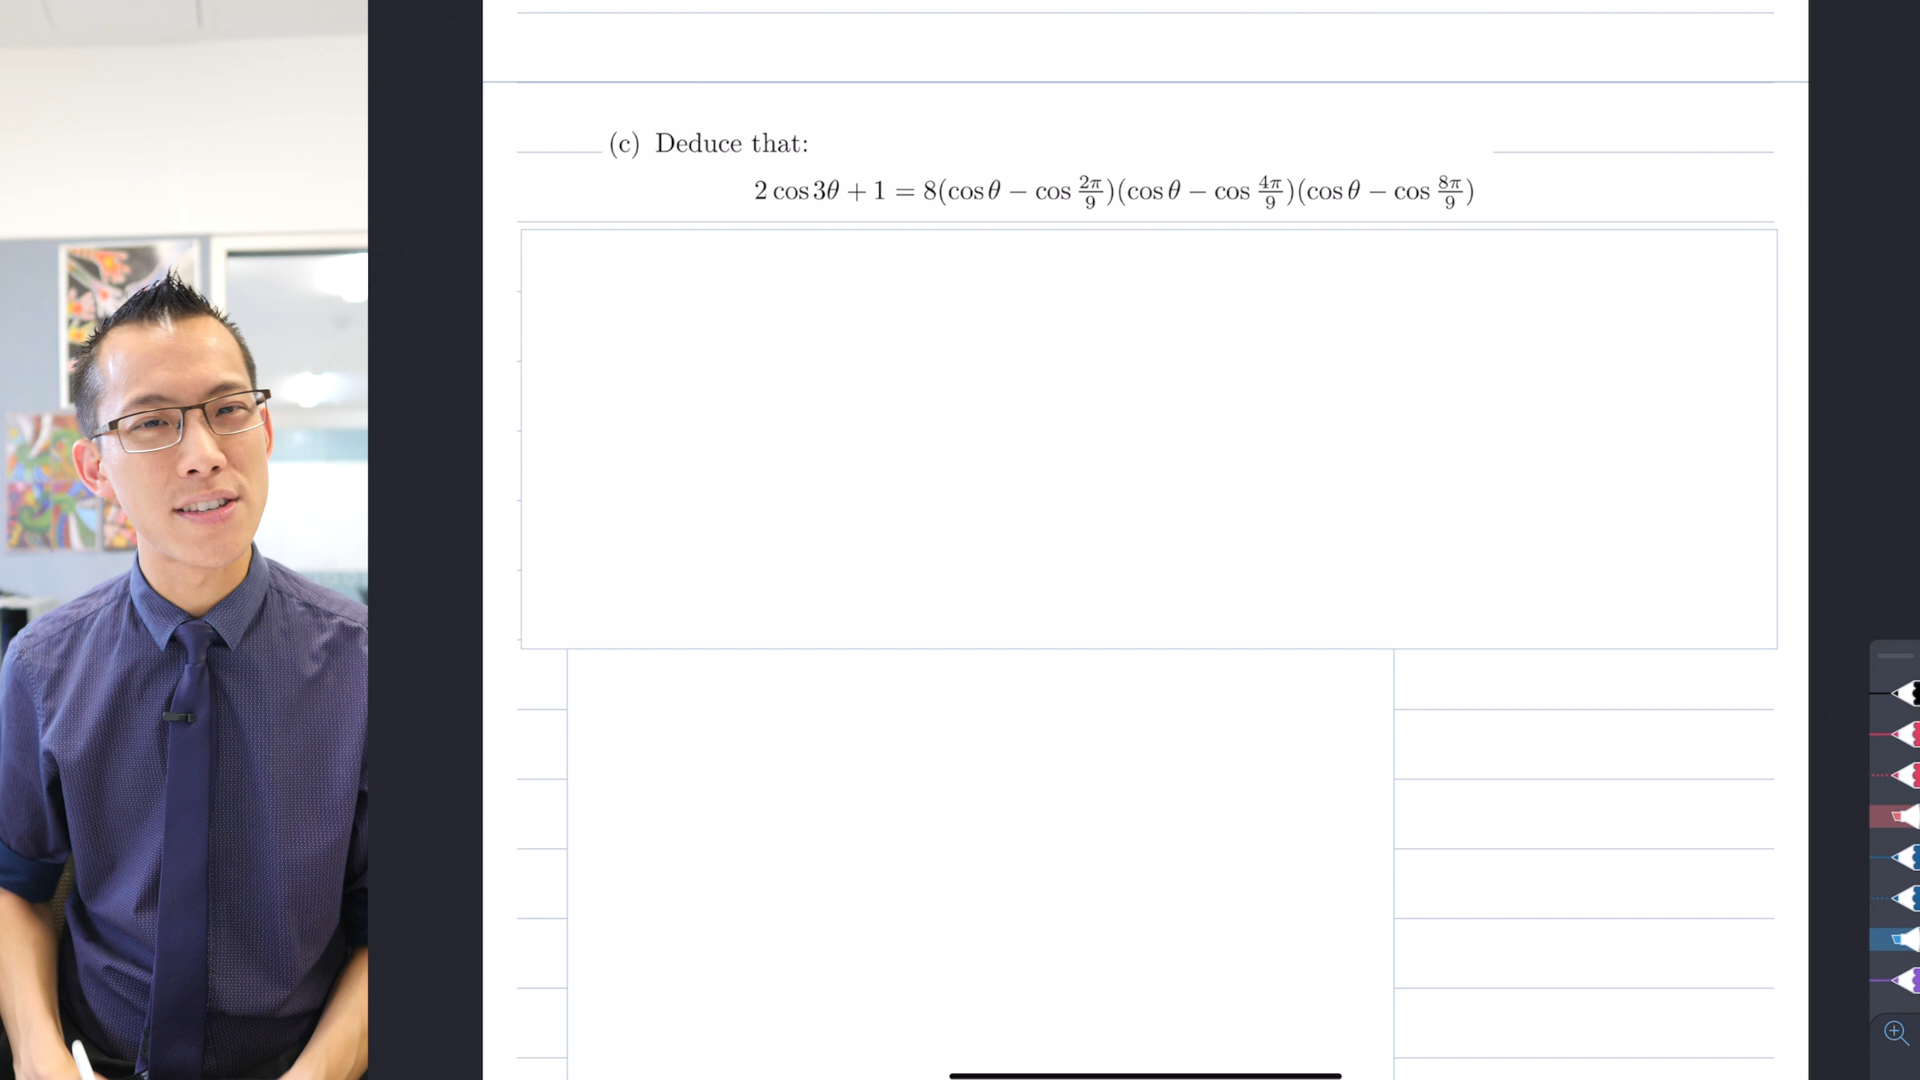 (c) Deduce that:
2 cos 3θ + 1 = 8(cos θ − cos 2π/9)(cos θ − cos 4π/9)(cos θ − cos 8π/9)